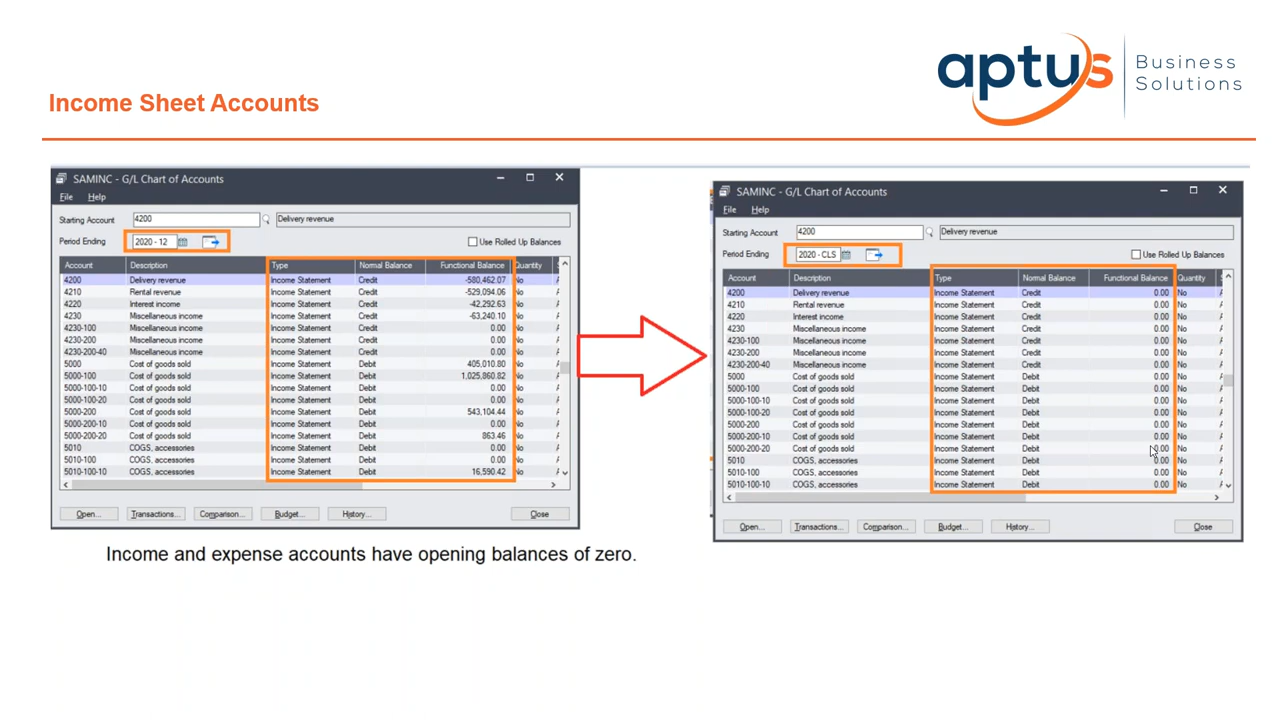 aptus
Business
Solutions
Income Sheet Accounts
SAMINC - G/L Chart of Accounts
File Help
Starting Account 4200 Delivery revenue
Period Ending 2020 - 12 Use Rolled Up Balances
Account Description Type Normal Balance Functional Balance Quantity
4200 Delivery revenue Income Statement Credit -580,462.07 No
4210 Rental revenue Income Statement Credit -529,094.06 No
4220 Interest income Income Statement Credit -42,292.63 No
4230 Miscellaneous income Income Statement Credit -63,240.10 No
4230-100 Miscellaneous income Income Statement Credit 0.00 No
4230-200 Miscellaneous income Income Statement Credit 0.00 No
4230-200-40 Miscellaneous income Income Statement Credit 0.00 No
5000 Cost of goods sold Income Statement Debit 405,010.80 No
5000-100 Cost of goods sold Income Statement Debit 1,025,860.82 No
5000-100-10 Cost of goods sold Income Statement Debit 0.00 No
5000-100-20 Cost of goods sold Income Statement Debit 0.00 No
5000-200 Cost of goods sold Income Statement Debit 543,104.44 No
5000-200-10 Cost of goods sold Income Statement Debit 0.00 No
5000-200-20 Cost of goods sold Income Statement Debit 863.46 No
5010 COGS, accessories Income Statement Debit 0.00 No
5010-100 COGS, accessories Income Statement Debit 0.00 No
5010-100-10 COGS, accessories Income Statement Debit 16,590.42 No
Open... Transactions... Comparison... Budget... History... Close
SAMINC - G/L Chart of Accounts
File Help
Starting Account 4200 Delivery revenue
Period Ending 2020 - CLS Use Rolled Up Balances
Account Description Type Normal Balance Functional Balance Quantity
4200 Delivery revenue Income Statement Credit 0.00 No
4210 Rental revenue Income Statement Credit 0.00 No
4220 Interest income Income Statement Credit 0.00 No
4230 Miscellaneous income Income Statement Credit 0.00 No
4230-100 Miscellaneous income Income Statement Credit 0.00 No
4230-200 Miscellaneous income Income Statement Credit 0.00 No
4230-200-40 Miscellaneous income Income Statement Credit 0.00 No
5000 Cost of goods sold Income Statement Debit 0.00 No
5000-100 Cost of goods sold Income Statement Debit 0.00 No
5000-100-10 Cost of goods sold Income Statement Debit 0.00 No
5000-100-20 Cost of goods sold Income Statement Debit 0.00 No
5000-200 Cost of goods sold Income Statement Debit 0.00 No
5000-200-10 Cost of goods sold Income Statement Debit 0.00 No
5000-200-20 Cost of goods sold Income Statement Debit 0.00 No
5010 COGS, accessories Income Statement Debit 0.00 No
5010-100 COGS, accessories Income Statement Debit 0.00 No
5010-100-10 COGS, accessories Income Statement Debit 0.00 No
Open... Transactions... Comparison... Budget... History... Close
Income and expense accounts have opening balances of zero.